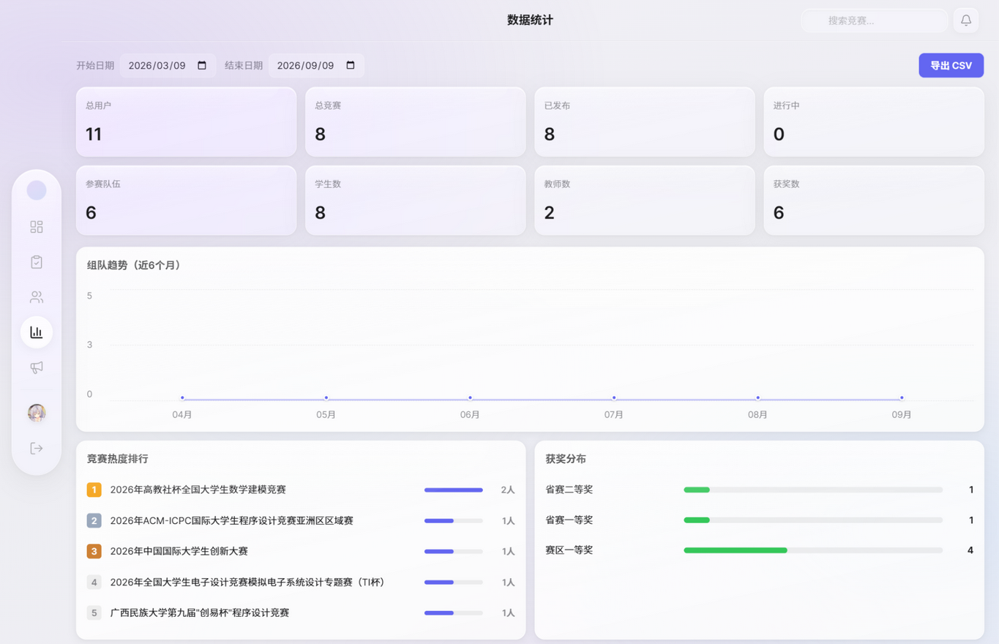 数据统计
搜索竞赛...
开始日期 2026/03/09 结束日期 2026/09/09 导出 CSV
总用户 总竞赛 已发布 进行中
11 8 8 0
参赛队伍 学生数 教师数 获奖数
6 8 2 6
组队趋势（近6个月）
5
3
0
04月 05月 06月 07月 08月 09月
竞赛热度排行
1 2026年高教社杯全国大学生数学建模竞赛 2人
2 2026年ACM-ICPC国际大学生程序设计竞赛亚洲区区域赛 1人
3 2026年中国国际大学生创新大赛 1人
4 2026年全国大学生电子设计竞赛模拟电子系统设计专题赛（TI杯） 1人
5 广西民族大学第九届"创易杯"程序设计竞赛 1人
获奖分布
省赛二等奖 1
省赛一等奖 1
赛区一等奖 4